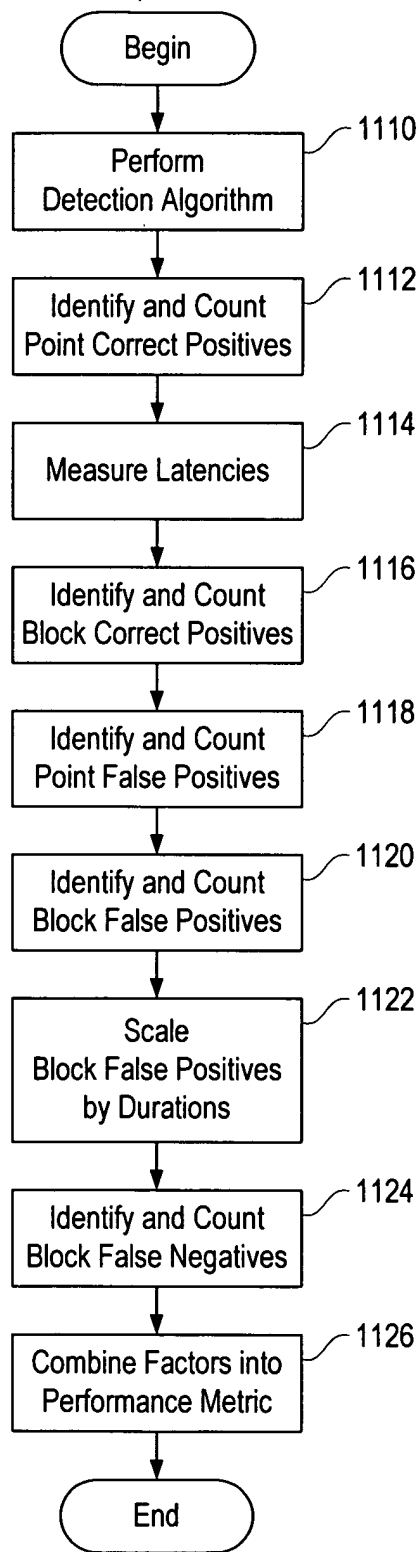 Begin
1110
Perform
Detection Algorithm
1112
Identify and Count
Point Correct Positives
1114
Measure Latencies
1116
Identify and Count
Block Correct Positives
1118
Identify and Count
Point False Positives
1120
Identify and Count
Block False Positives
1122
Scale
Block False Positives
by Durations
1124
Identify and Count
Block False Negatives
1126
Combine Factors into
Performance Metric
End